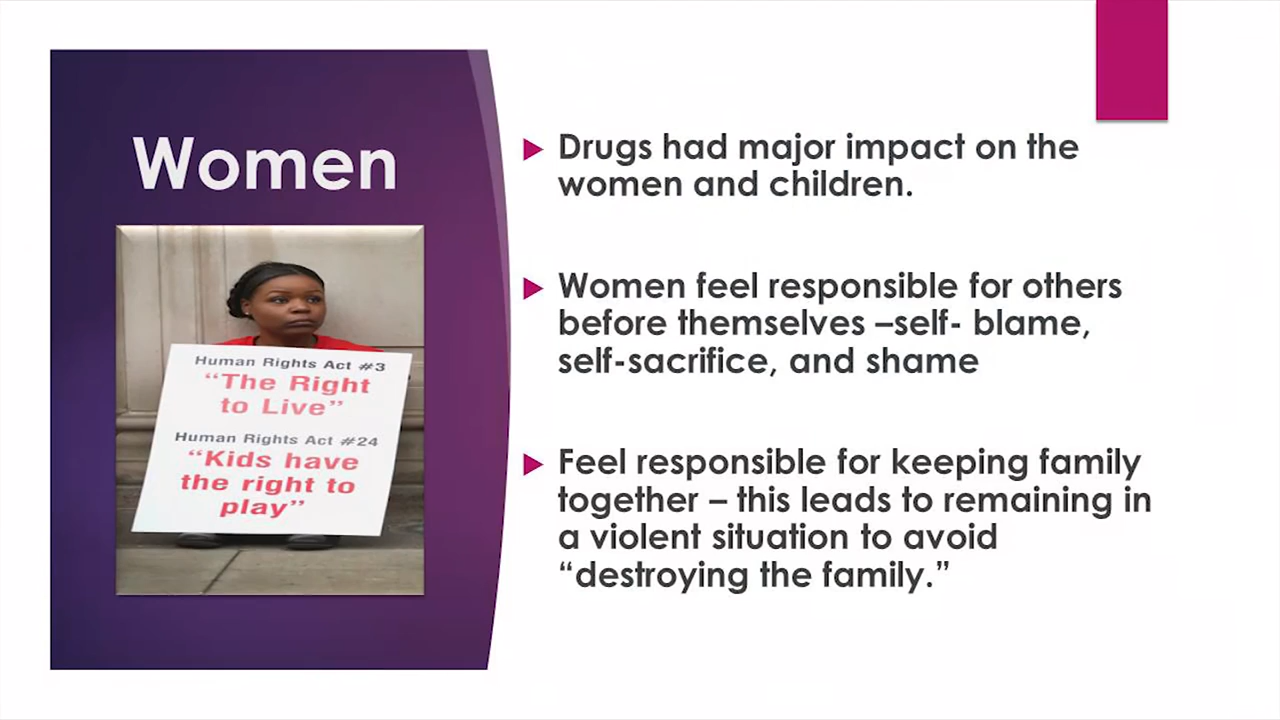 Women
Human Rights Act #3
“The Right
to Live”
Human Rights Act #24
“Kids have
the right to
play”
Drugs had major impact on the
women and children.
Women feel responsible for others
before themselves –self- blame,
self-sacrifice, and shame
Feel responsible for keeping family
together – this leads to remaining in
a violent situation to avoid
“destroying the family.”